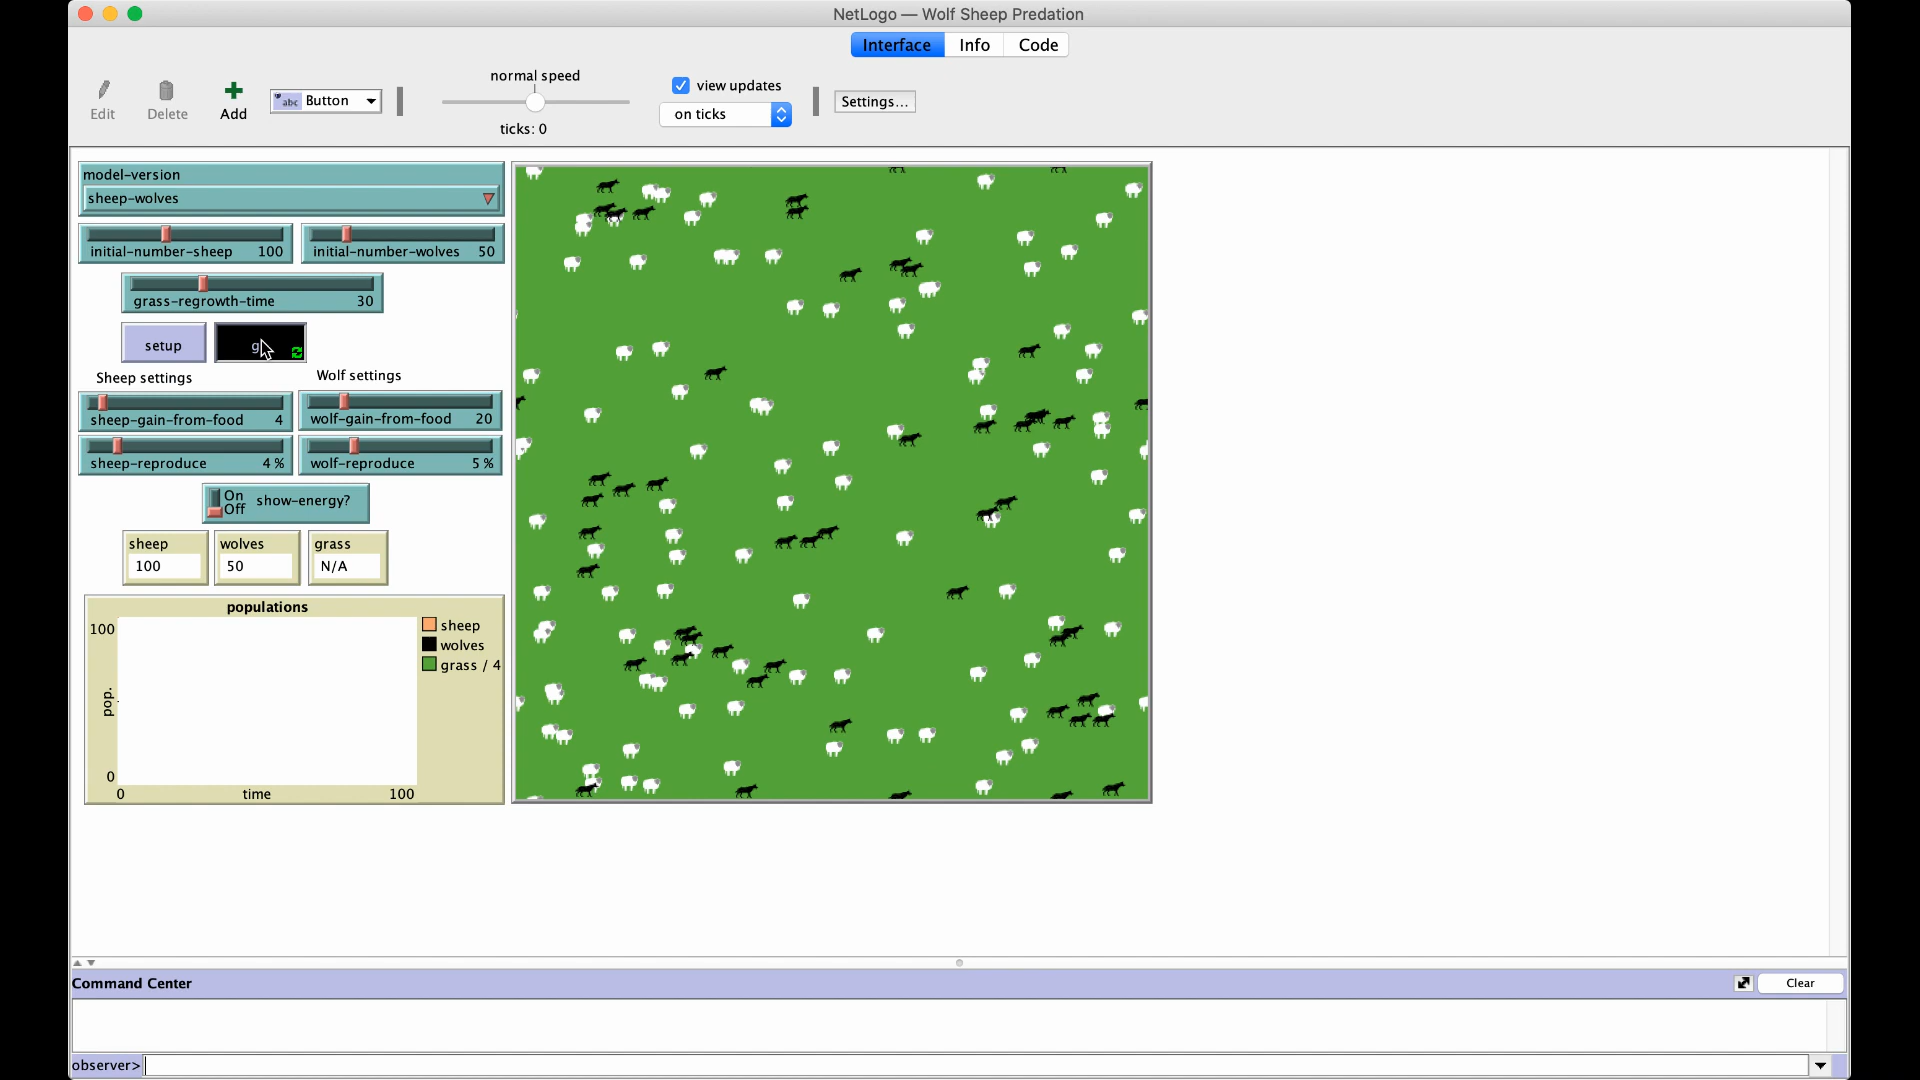 NetLogo — Wolf Sheep Predation
Interface
Info
Code
Edit
Delete
Add
abc
Button
normal speed
ticks: 0
view updates
on ticks
Settings...
model-version
sheep-wolves
initial-number-sheep 100
initial-number-wolves 50
grass-regrowth-time 30
setup
Sheep settings
Wolf settings
sheep-gain-from-food 4
wolf-gain-from-food 20
sheep-reproduce 4 %
wolf-reproduce 5 %
On
Off
show-energy?
sheep
100
wolves
50
grass
N/A
populations
100
pop.
0
0
time
100
sheep
wolves
grass / 4
Command Center
Clear
observer>